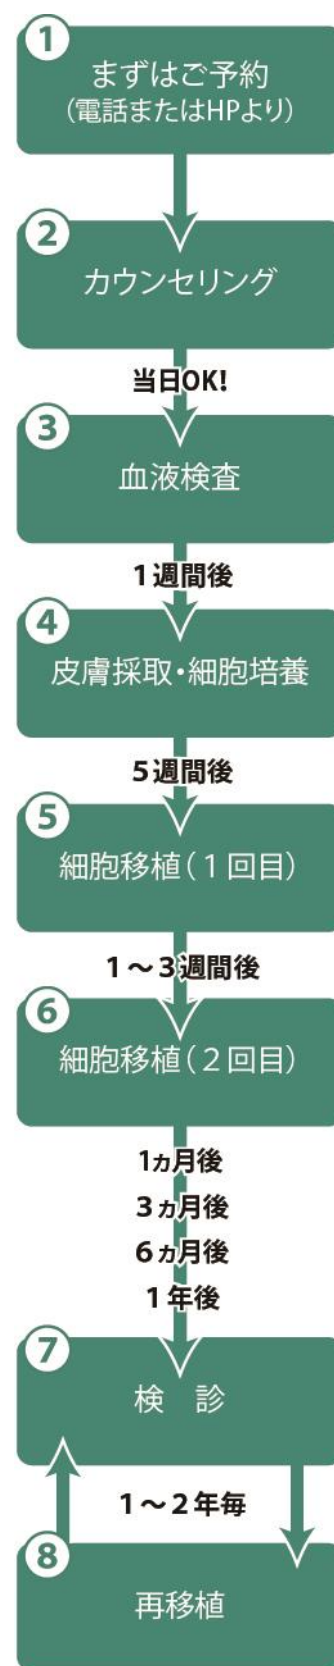 1
まずはご予約
（電話またはHPより）
2
カウンセリング
当日OK!
3
血液検査
1週間後
4
皮膚採取・細胞培養
5週間後
5
細胞移植（1回目）
1～3週間後
6
細胞移植（2回目）
1ヵ月後
3ヵ月後
6ヵ月後
1年後
7
検　診
1～2年毎
8
再移植